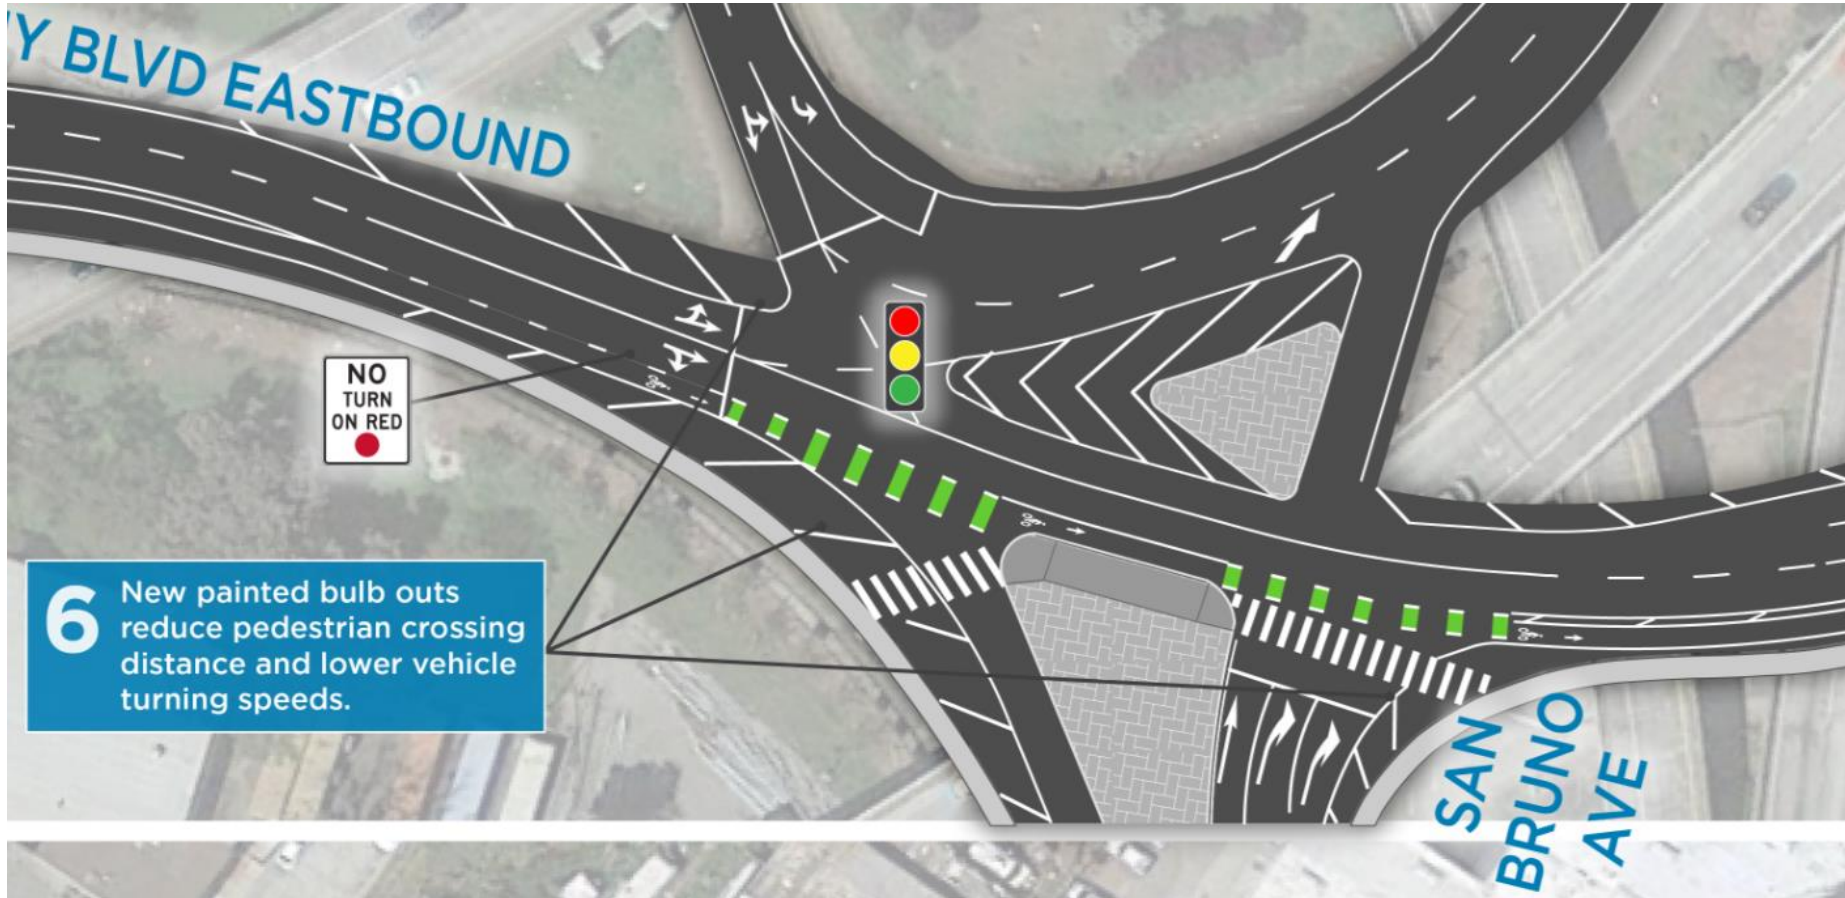 Y BLVD EASTBOUND
NO
TURN
ON RED
6
New painted bulb outs
reduce pedestrian crossing
distance and lower vehicle
turning speeds.
SAN
BRUNO
AVE